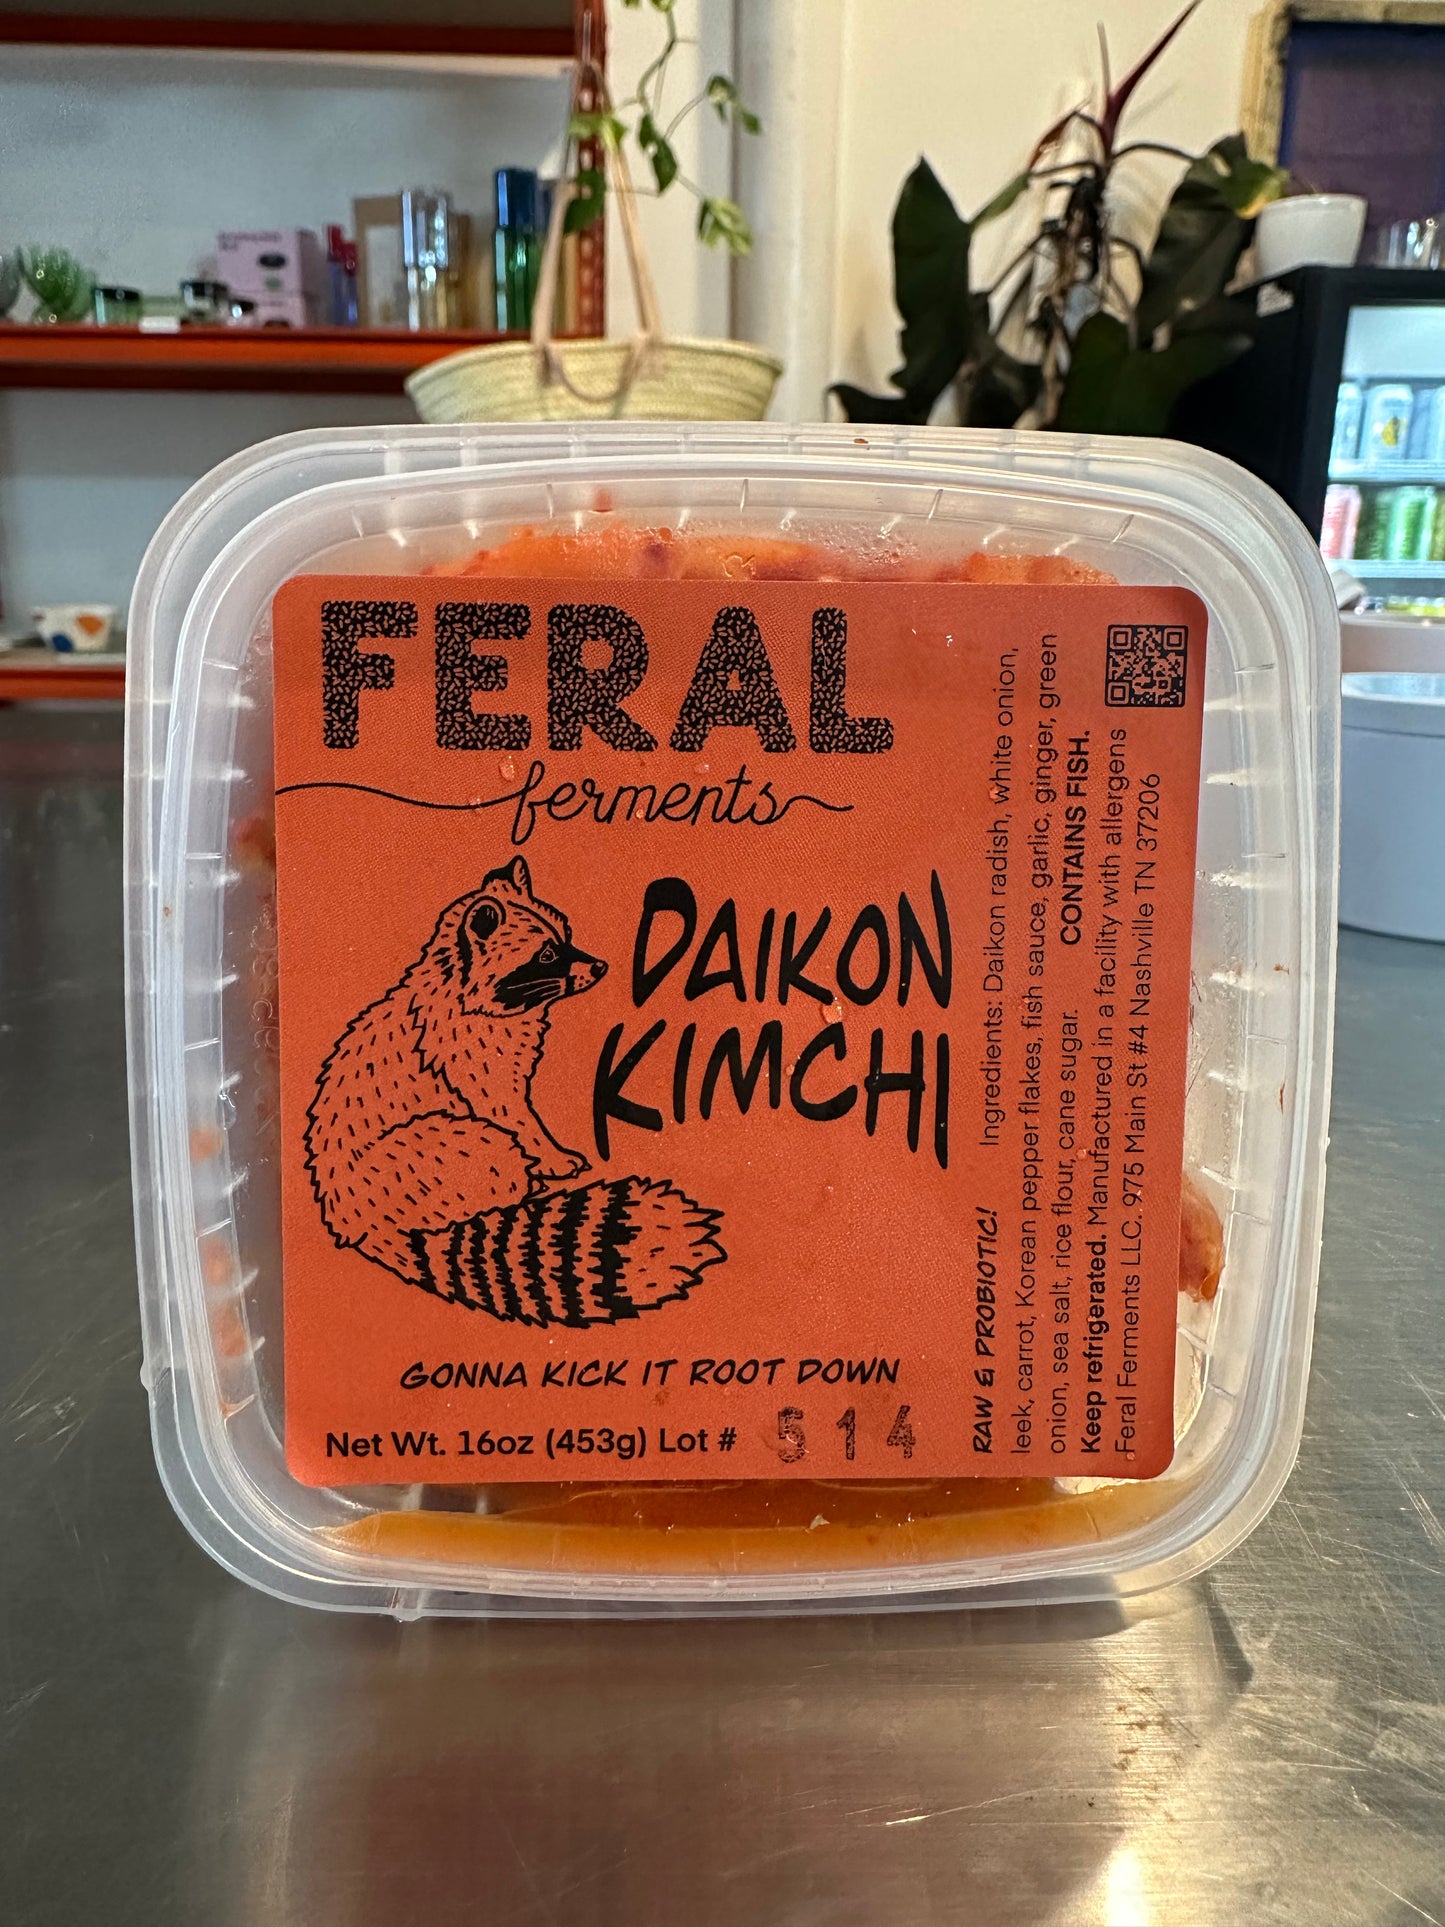 FERAL
ferments
DAIKON
KIMCHI
GONNA KICK IT ROOT DOWN
Net Wt. 16oz (453g) Lot # 514
RAW & PROBIOTIC! Ingredients: Daikon radish, white onion,
leek, carrot, Korean pepper flakes, fish sauce, garlic, ginger, green
onion, sea salt, rice flour, cane sugar. CONTAINS FISH.
Keep refrigerated. Manufactured in a facility with allergens
Feral Ferments LLC. 975 Main St #4 Nashville TN 37206